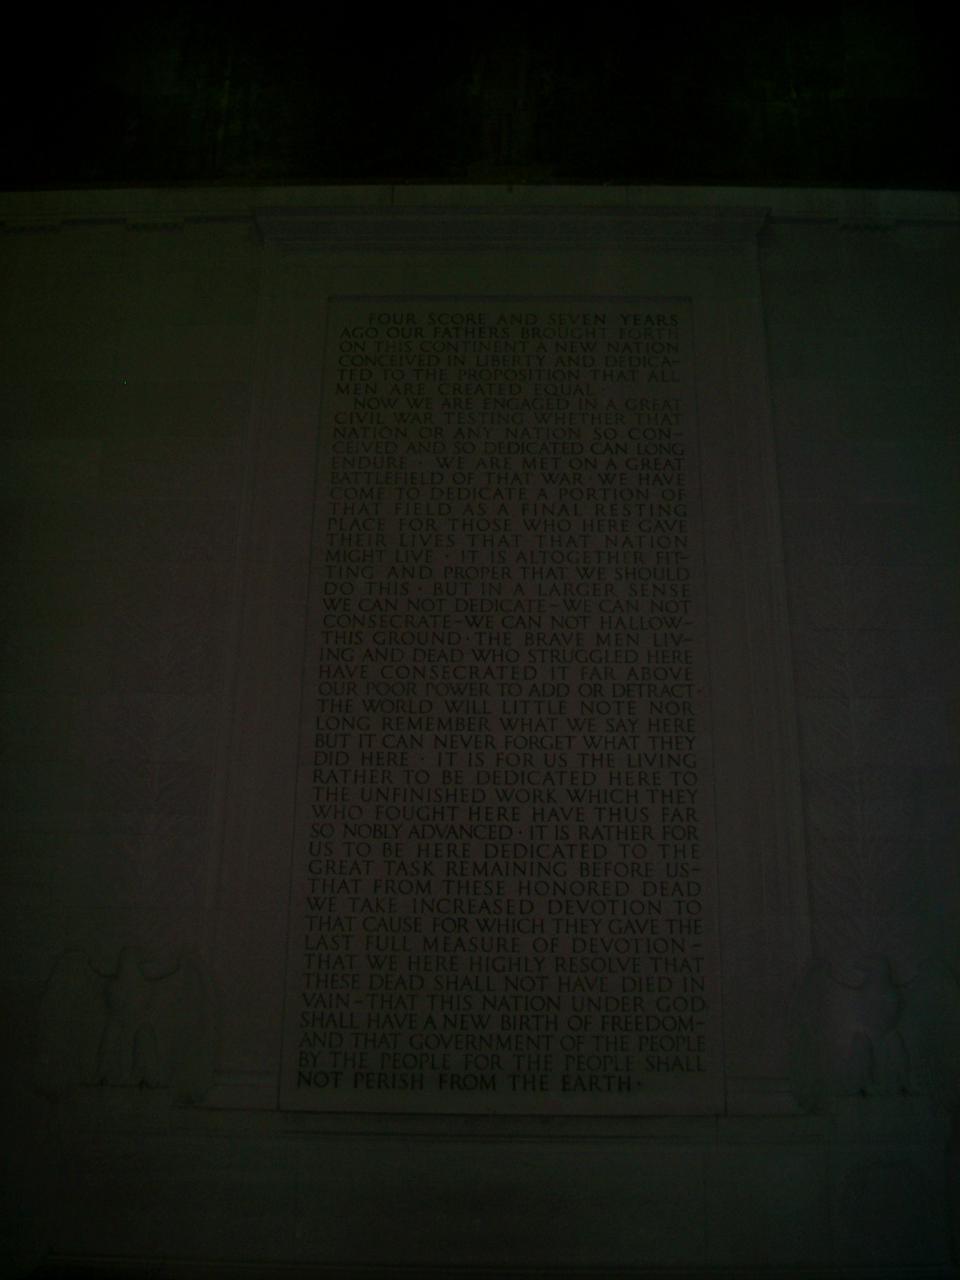 FOUR SCORE AND SEVEN YEARS
AGO OUR FATHERS BROUGHT FORTH
ON THIS CONTINENT A NEW NATION
CONCEIVED IN LIBERTY AND DEDICA-
TED TO THE PROPOSITION THAT ALL
MEN ARE CREATED EQUAL ·
NOW WE ARE ENGAGED IN A GREAT
CIVIL WAR TESTING WHETHER THAT
NATION OR ANY NATION SO CON-
CEIVED AND SO DEDICATED CAN LONG
ENDURE · WE ARE MET ON A GREAT
BATTLEFIELD OF THAT WAR · WE HAVE
COME TO DEDICATE A PORTION OF
THAT FIELD AS A FINAL RESTING
PLACE FOR THOSE WHO HERE GAVE
THEIR LIVES THAT THAT NATION
MIGHT LIVE · IT IS ALTOGETHER FIT-
TING AND PROPER THAT WE SHOULD
DO THIS · BUT IN A LARGER SENSE
WE CAN NOT DEDICATE-WE CAN NOT
CONSECRATE-WE CAN NOT HALLOW-
THIS GROUND · THE BRAVE MEN LIV-
ING AND DEAD WHO STRUGGLED HERE
HAVE CONSECRATED IT FAR ABOVE
OUR POOR POWER TO ADD OR DETRACT·
THE WORLD WILL LITTLE NOTE NOR
LONG REMEMBER WHAT WE SAY HERE
BUT IT CAN NEVER FORGET WHAT THEY
DID HERE · IT IS FOR US THE LIVING
RATHER TO BE DEDICATED HERE TO
THE UNFINISHED WORK WHICH THEY
WHO FOUGHT HERE HAVE THUS FAR
SO NOBLY ADVANCED · IT IS RATHER FOR
US TO BE HERE DEDICATED TO THE
GREAT TASK REMAINING BEFORE US-
THAT FROM THESE HONORED DEAD
WE TAKE INCREASED DEVOTION TO
THAT CAUSE FOR WHICH THEY GAVE THE
LAST FULL MEASURE OF DEVOTION-
THAT WE HERE HIGHLY RESOLVE THAT
THESE DEAD SHALL NOT HAVE DIED IN
VAIN-THAT THIS NATION UNDER GOD
SHALL HAVE A NEW BIRTH OF FREEDOM-
AND THAT GOVERNMENT OF THE PEOPLE
BY THE PEOPLE FOR THE PEOPLE SHALL
NOT PERISH FROM THE EARTH ·